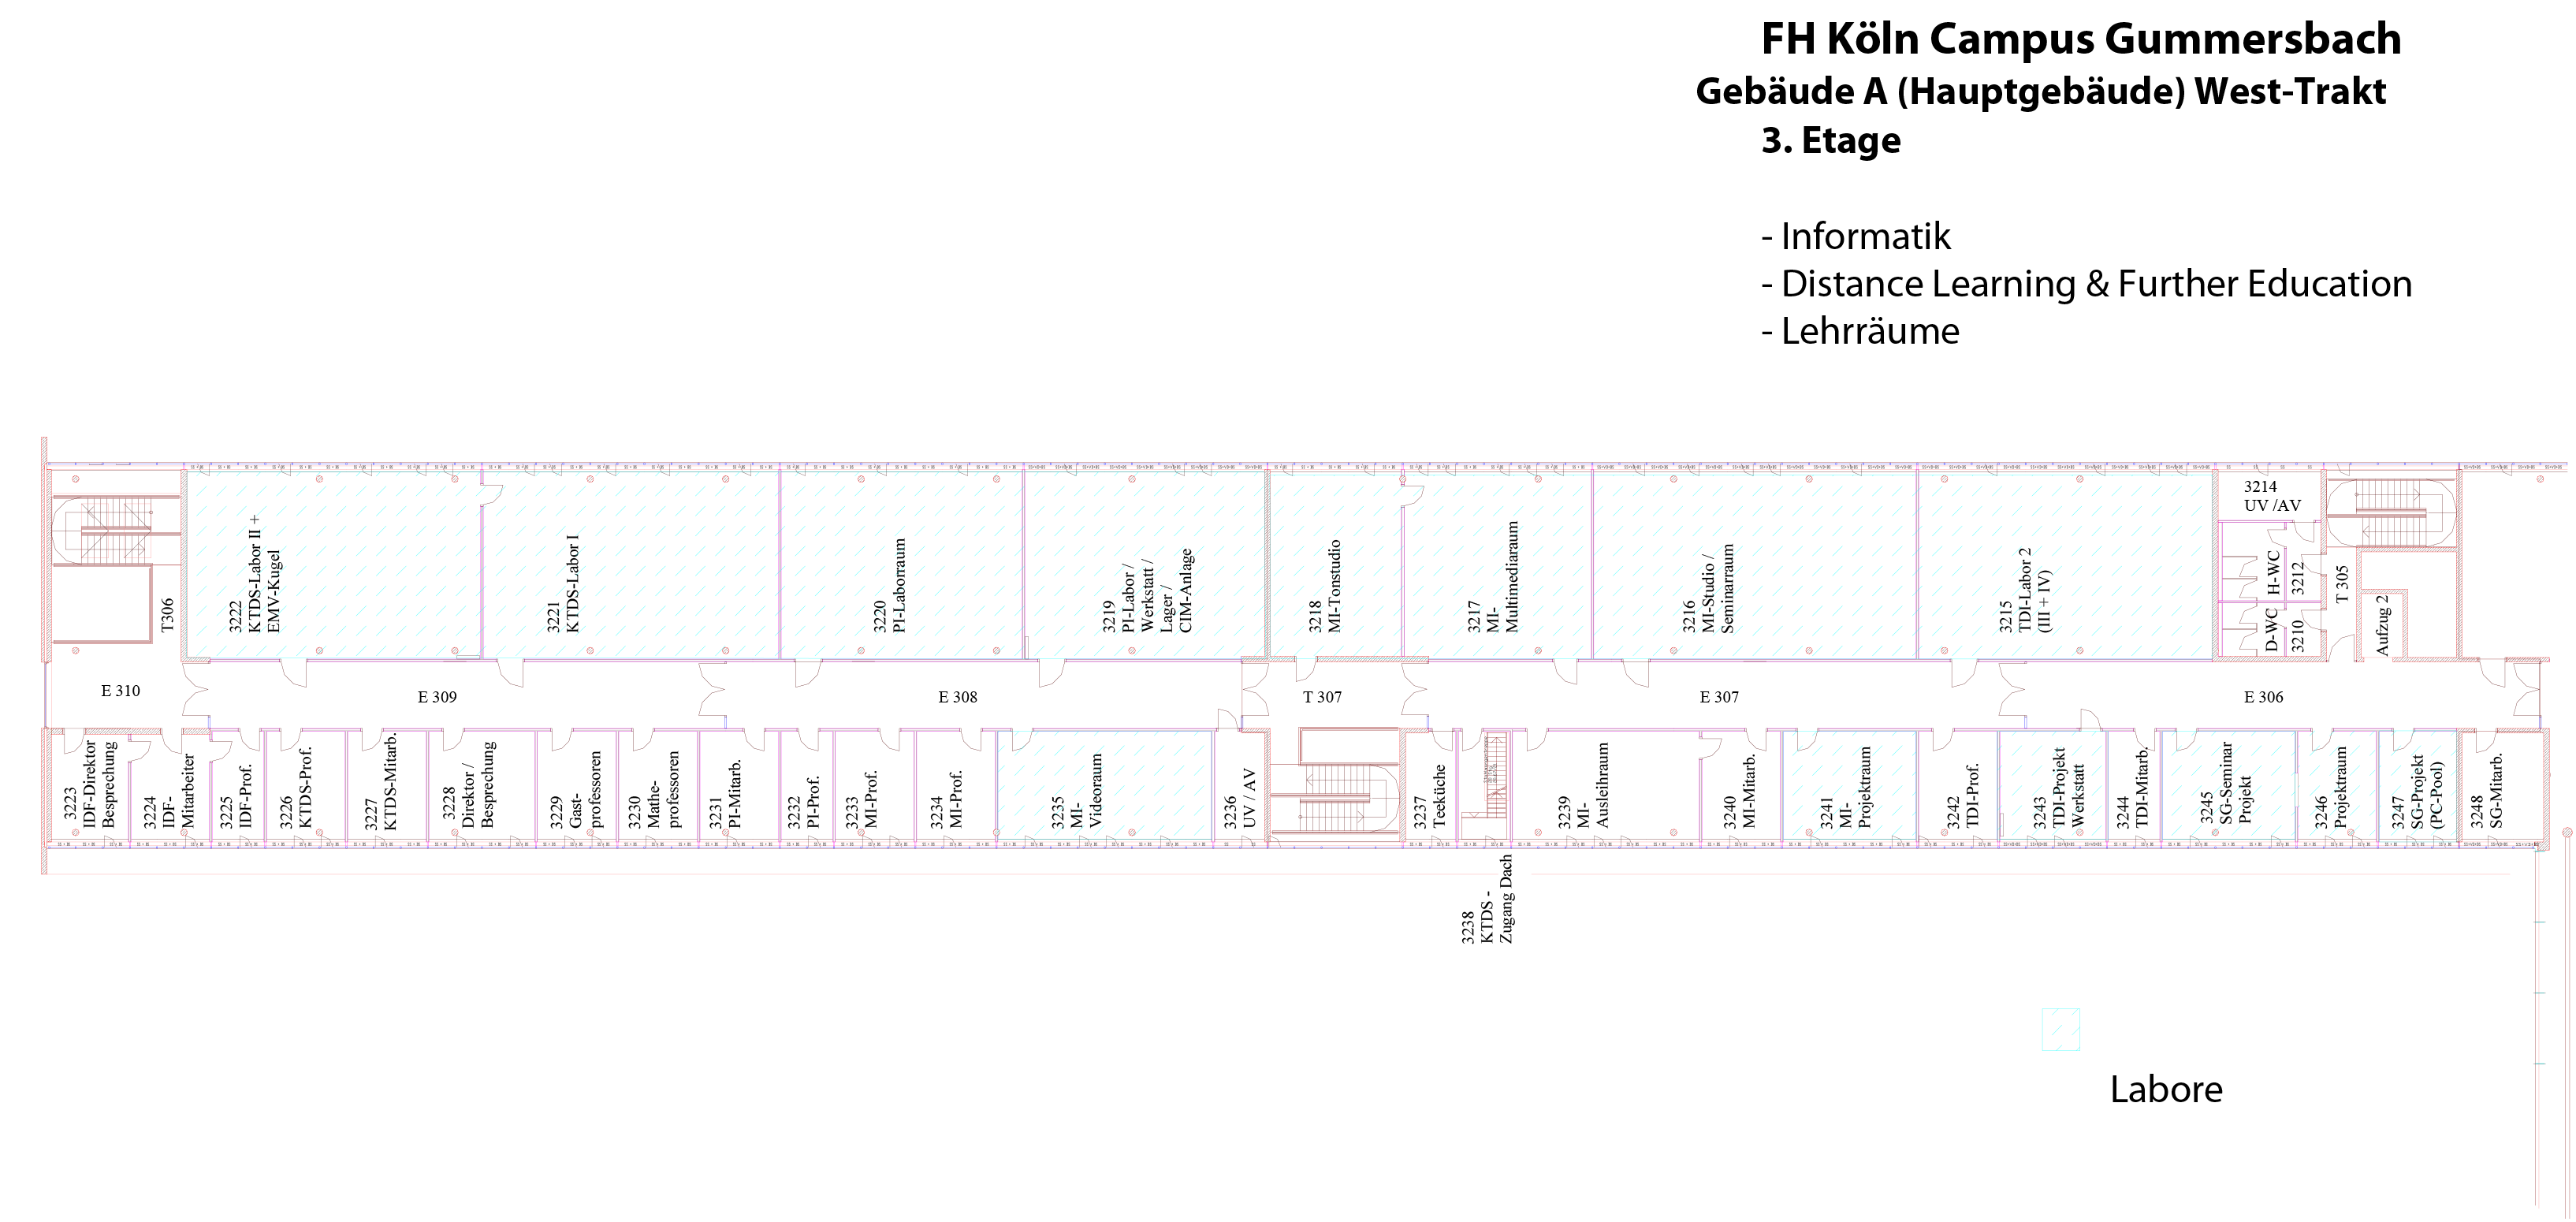 FH Köln Campus Gummersbach
Gebäude A (Hauptgebäude) West-Trakt
3. Etage
- Informatik
- Distance Learning & Further Education
- Lehrräume
T306
3222
KTDS-Labor II +
EMV-Kugel
3221
KTDS-Labor I
3220
PI-Laborraum
3219
PI-Labor /
Werkstatt /
Lager /
CIM-Anlage
3218
MI-Tonstudio
3217
MI-
Multimediaraum
3216
MI-Studio /
Seminarraum
3215
TDI-Labor 2
(III + IV)
3214
UV /AV
H-WC
3212
D-WC
3210
T 305
Aufzug 2
E 310
E 309
E 308
T 307
E 307
E 306
3223
IDF-Direktor
Besprechung
3224
IDF-
Mitarbeiter
3225
IDF-Prof.
3226
KTDS-Prof.
3227
KTDS-Mitarb.
3228
Direktor /
Besprechung
3229
Gast-
professoren
3230
Mathe-
professoren
3231
PI-Mitarb.
3232
PI-Prof.
3233
MI-Prof.
3234
MI-Prof.
3235
MI-
Videoraum
3236
UV / AV
3237
Teeküche
3238
KTDS -
Zugang Dach
3239
MI-
Ausleihraum
3240
MI-Mitarb.
3241
MI-
Projektraum
3242
TDI-Prof.
3243
TDI-Projekt
Werkstatt
3244
TDI-Mitarb.
3245
SG-Seminar
Projekt
3246
Projektraum
3247
SG-Projekt
(PC-Pool)
3248
SG-Mitarb.
Labore